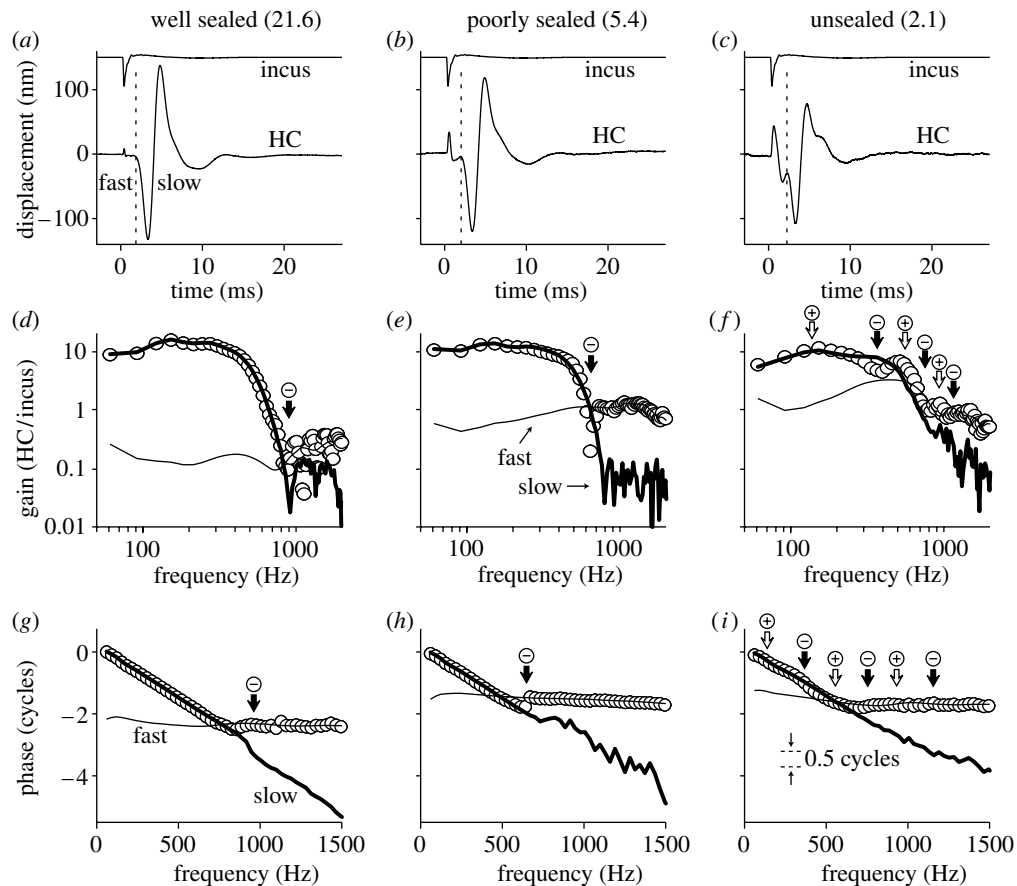 well sealed (21.6)
poorly sealed (5.4)
unsealed (2.1)
(a)
(b)
(c)
displacement (nm)
100
0
−100
incus
HC
fast
slow
incus
HC
incus
HC
0 10 20
0 10 20
0 10 20
time (ms)
time (ms)
time (ms)
(d)
(e)
(f)
gain (HC/incus)
10
1
0.1
0.01
−
−
fast
slow
+
−
+
−
+
−
100 1000
100 1000
100 1000
frequency (Hz)
frequency (Hz)
frequency (Hz)
(g)
(h)
(i)
phase (cycles)
0
−2
−4
−
fast
slow
−
+
−
+
−
+
−
0.5 cycles
0 500 1000 1500
0 500 1000 1500
0 500 1000 1500
frequency (Hz)
frequency (Hz)
frequency (Hz)